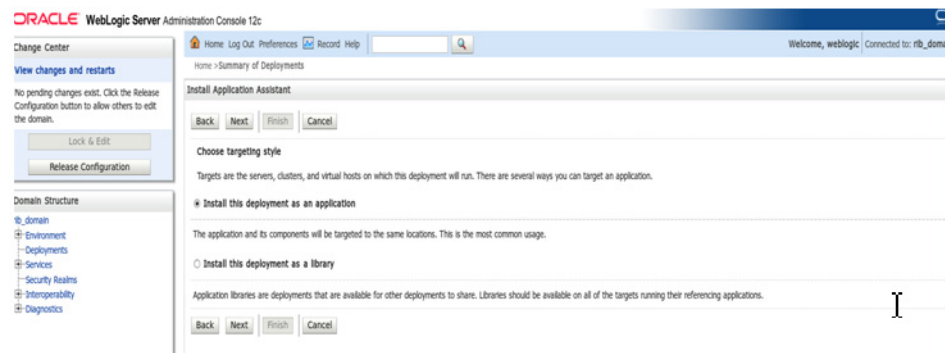 ORACLE WebLogic Server Administration Console 12c
Change Center
View changes and restarts
No pending changes exist. Click the Release
Configuration button to allow others to edit
the domain.
Lock & Edit
Release Configuration
Domain Structure
rib_domain
Environment
Deployments
Services
Security Realms
Interoperability
Diagnostics
Home Log Out Preferences Record Help
Welcome, weblogic Connected to: rib_doma
Home >Summary of Deployments
Install Application Assistant
Back Next Finish Cancel
Choose targeting style
Targets are the servers, clusters, and virtual hosts on which this deployment will run. There are several ways you can target an application.
Install this deployment as an application
The application and its components will be targeted to the same locations. This is the most common usage.
Install this deployment as a library
Application libraries are deployments that are available for other deployments to share. Libraries should be available on all of the targets running their referencing applications.
Back Next Finish Cancel